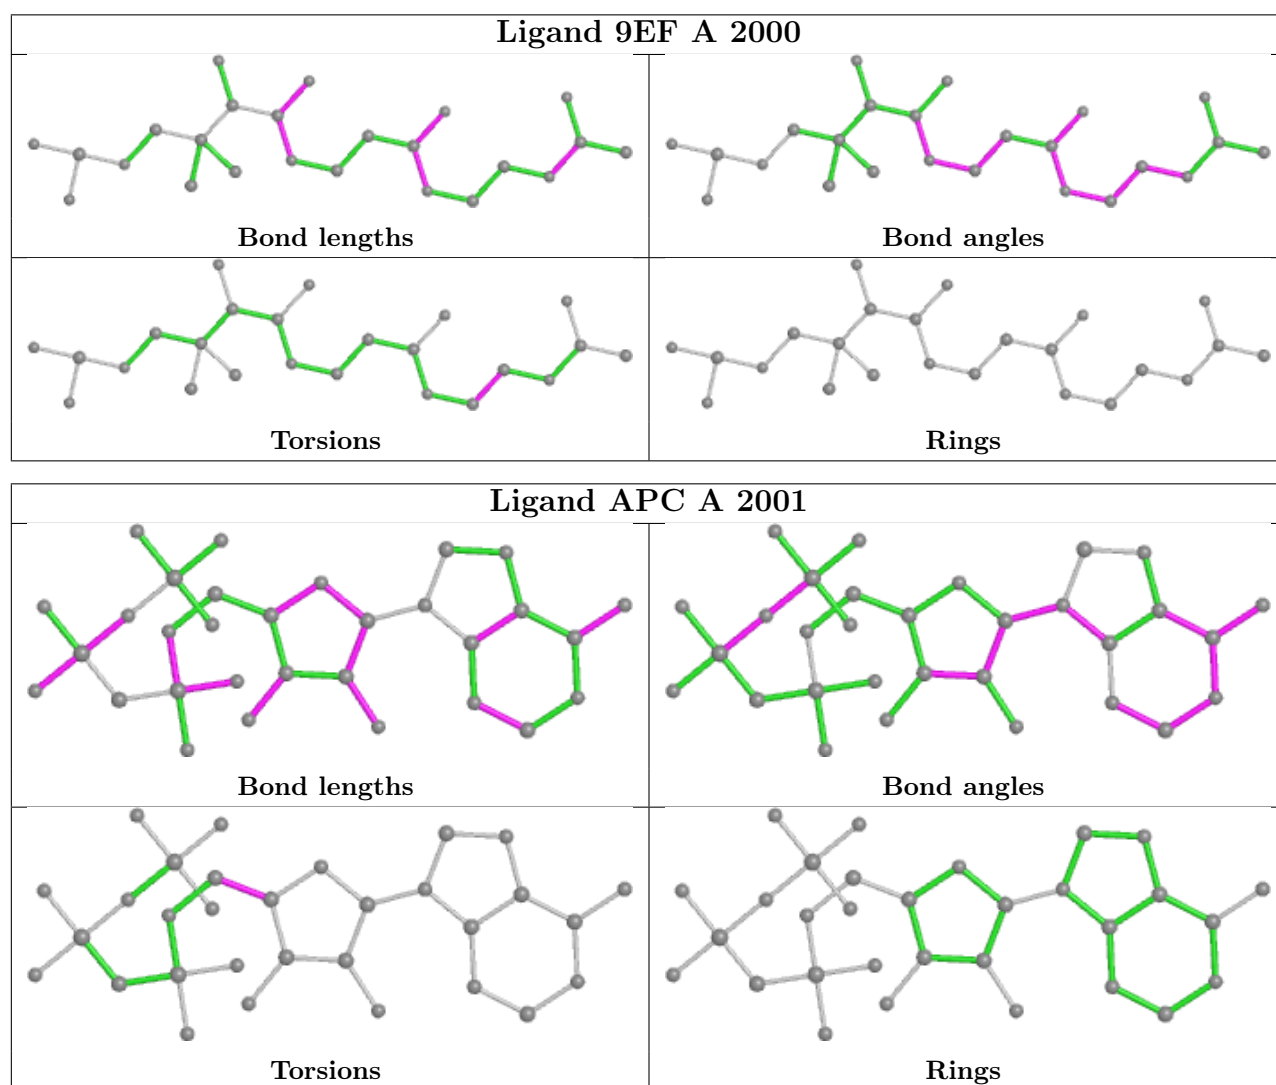 Ligand 9EF A 2000
Bond lengths
Bond angles
Torsions
Rings
Ligand APC A 2001
Bond lengths
Bond angles
Torsions
Rings